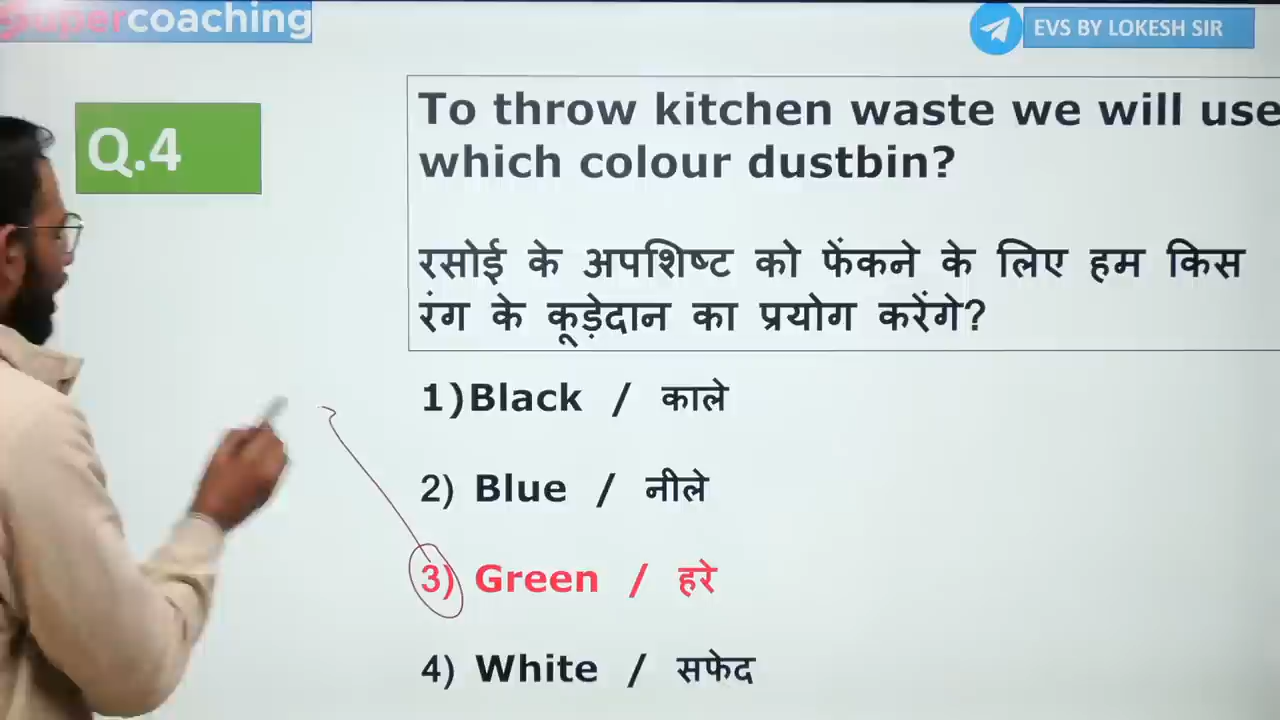 supercoaching
EVS BY LOKESH SIR
Q.4
To throw kitchen waste we will use
which colour dustbin?
रसोई के अपशिष्ट को फेंकने के लिए हम किस
रंग के कूड़ेदान का प्रयोग करेंगे?
1)Black / काले
2) Blue / नीले
3) Green / हरे
4) White / सफेद